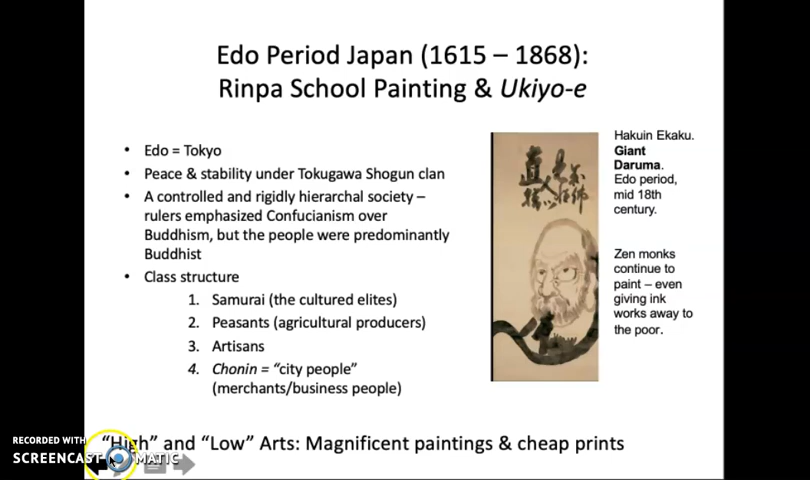 Edo Period Japan (1615 – 1868):
Rinpa School Painting & Ukiyo-e
• Edo = Tokyo
• Peace & stability under Tokugawa Shogun clan
• A controlled and rigidly hierarchal society –
rulers emphasized Confucianism over
Buddhism, but the people were predominantly
Buddhist
• Class structure
1. Samurai (the cultured elites)
2. Peasants (agricultural producers)
3. Artisans
4. Chonin = “city people”
(merchants/business people)
Hakuin Ekaku.
Giant
Daruma.
Edo period,
mid 18th
century.
Zen monks
continue to
paint – even
giving ink
works away to
the poor.
“High” and “Low” Arts: Magnificent paintings & cheap prints
RECORDED WITH
SCREENCAST MATIC